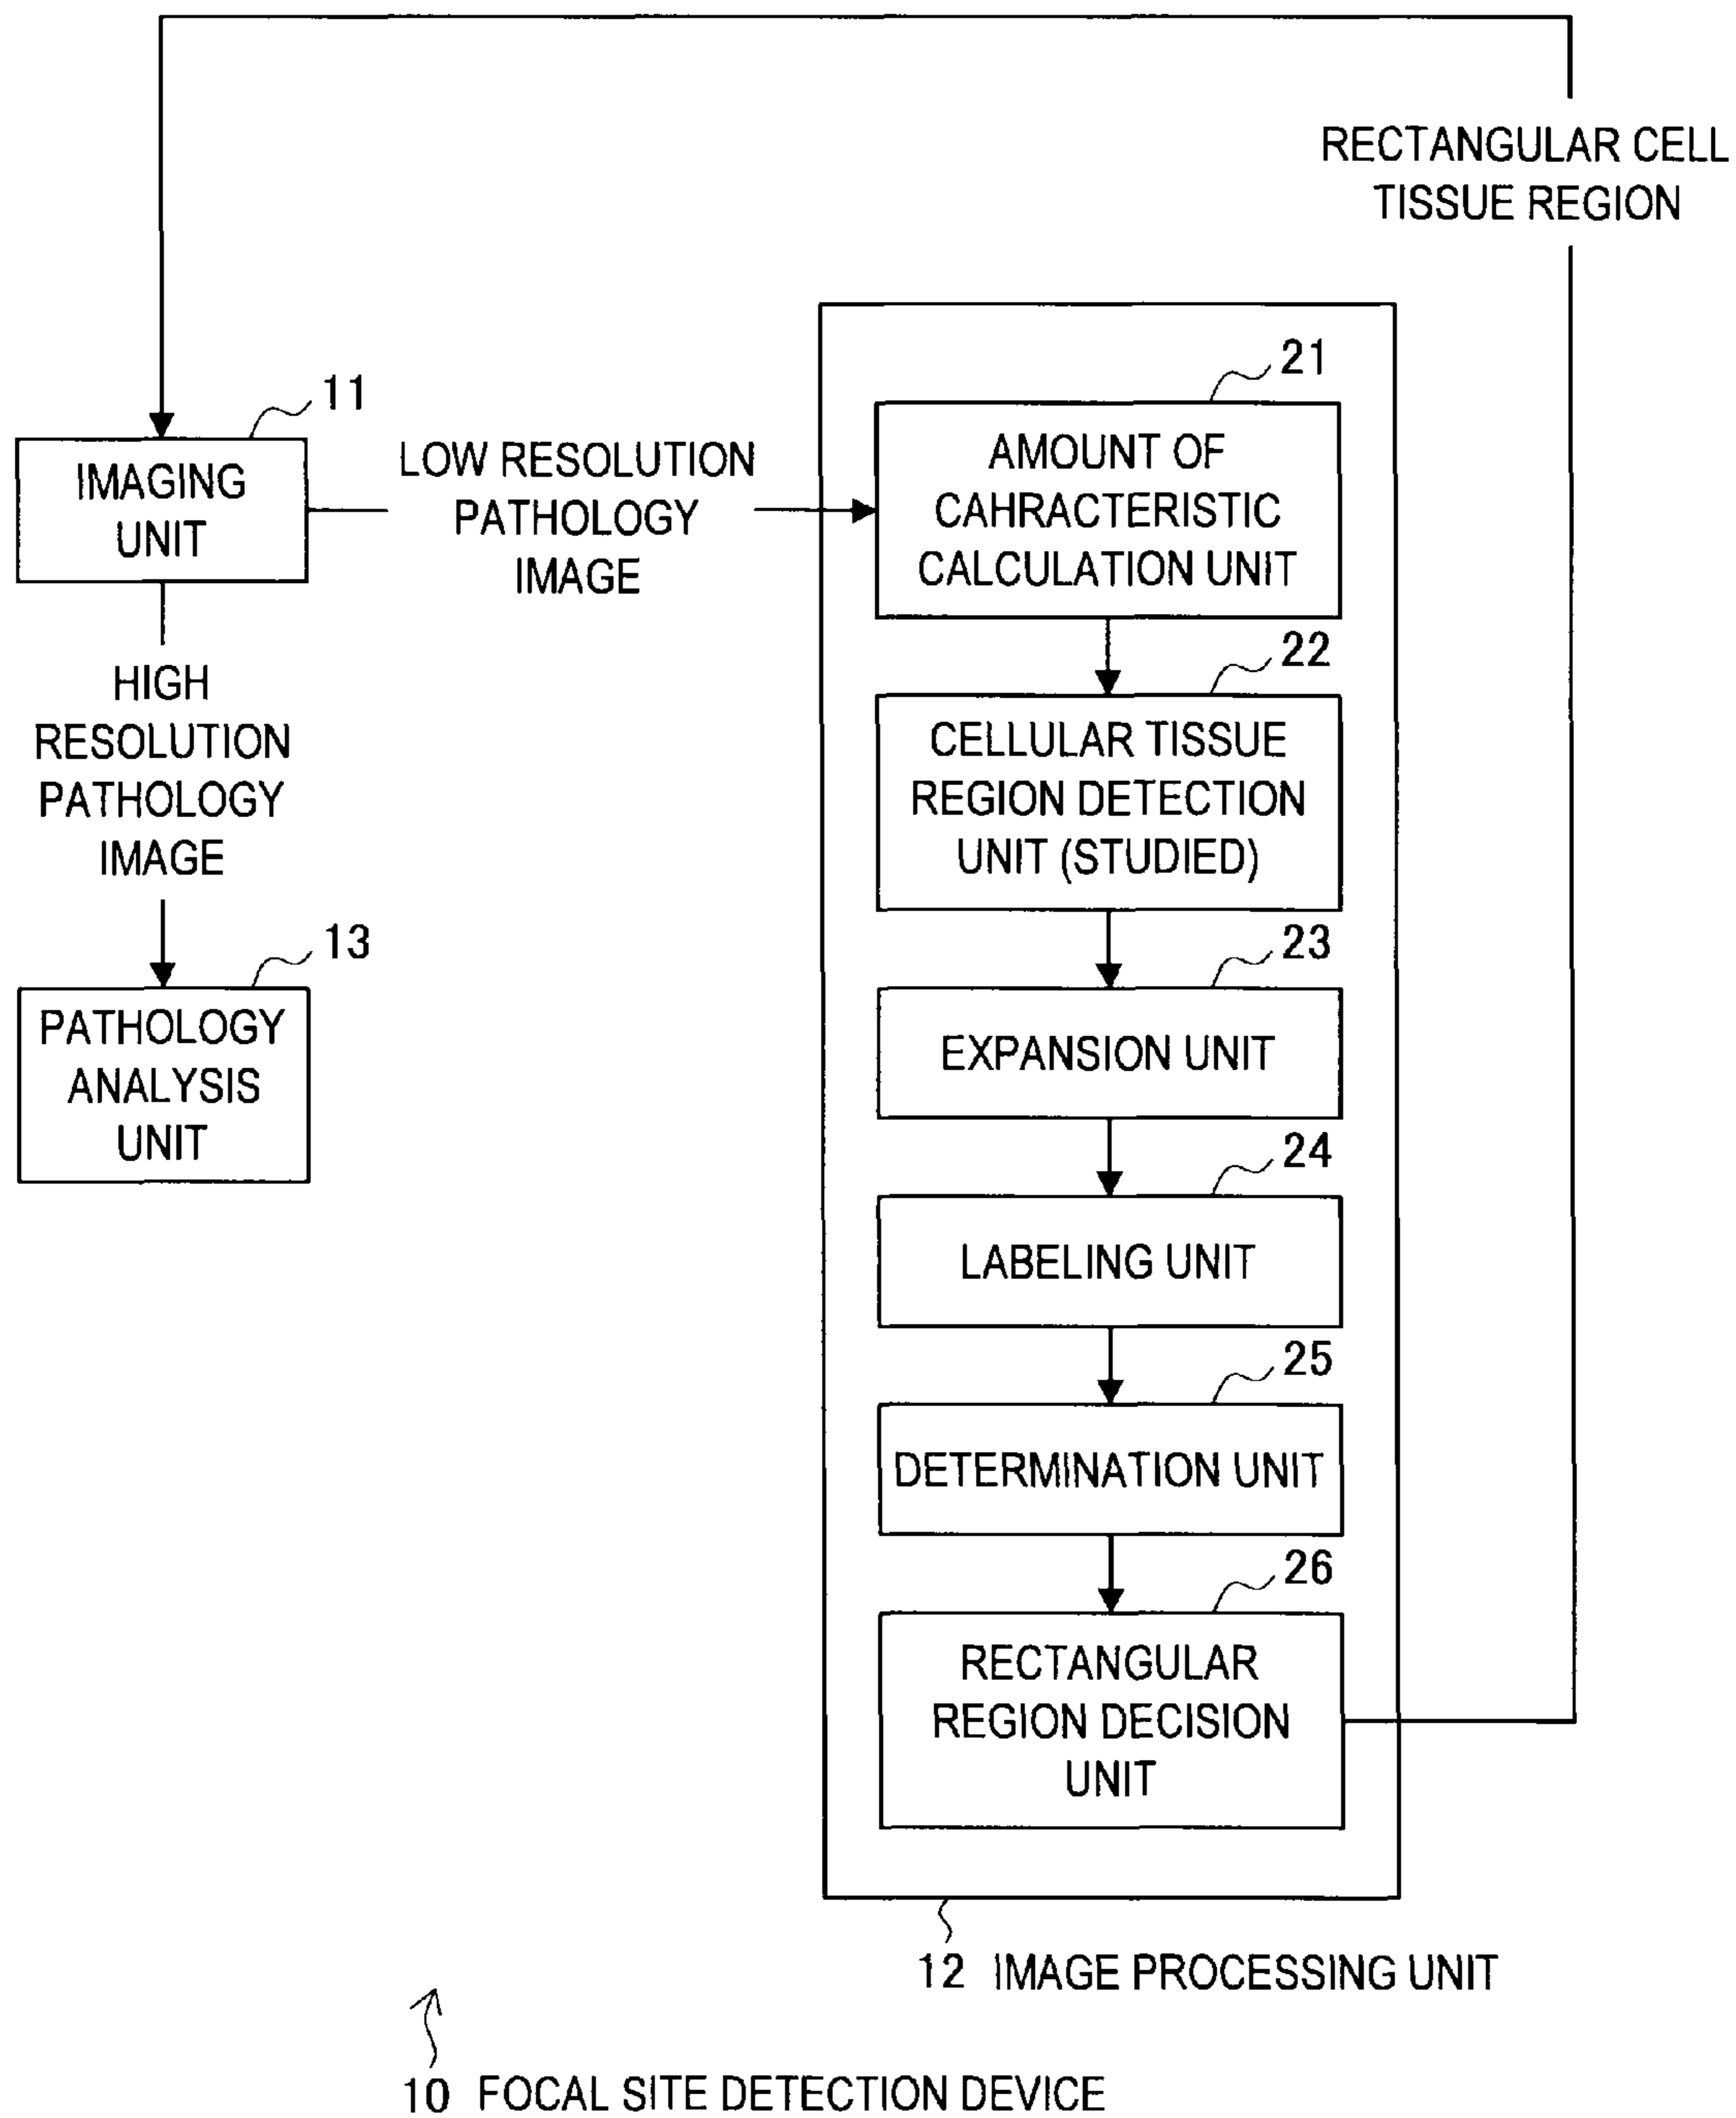 RECTANGULAR CELL
TISSUE REGION
11
IMAGING
UNIT
LOW RESOLUTION
PATHOLOGY
IMAGE
21
AMOUNT OF
CAHRACTERISTIC
CALCULATION UNIT
HIGH
RESOLUTION
PATHOLOGY
IMAGE
22
CELLULAR TISSUE
REGION DETECTION
UNIT (STUDIED)
13
PATHOLOGY
ANALYSIS
UNIT
23
EXPANSION UNIT
24
LABELING UNIT
25
DETERMINATION UNIT
26
RECTANGULAR
REGION DECISION
UNIT
12 IMAGE PROCESSING UNIT
10 FOCAL SITE DETECTION DEVICE